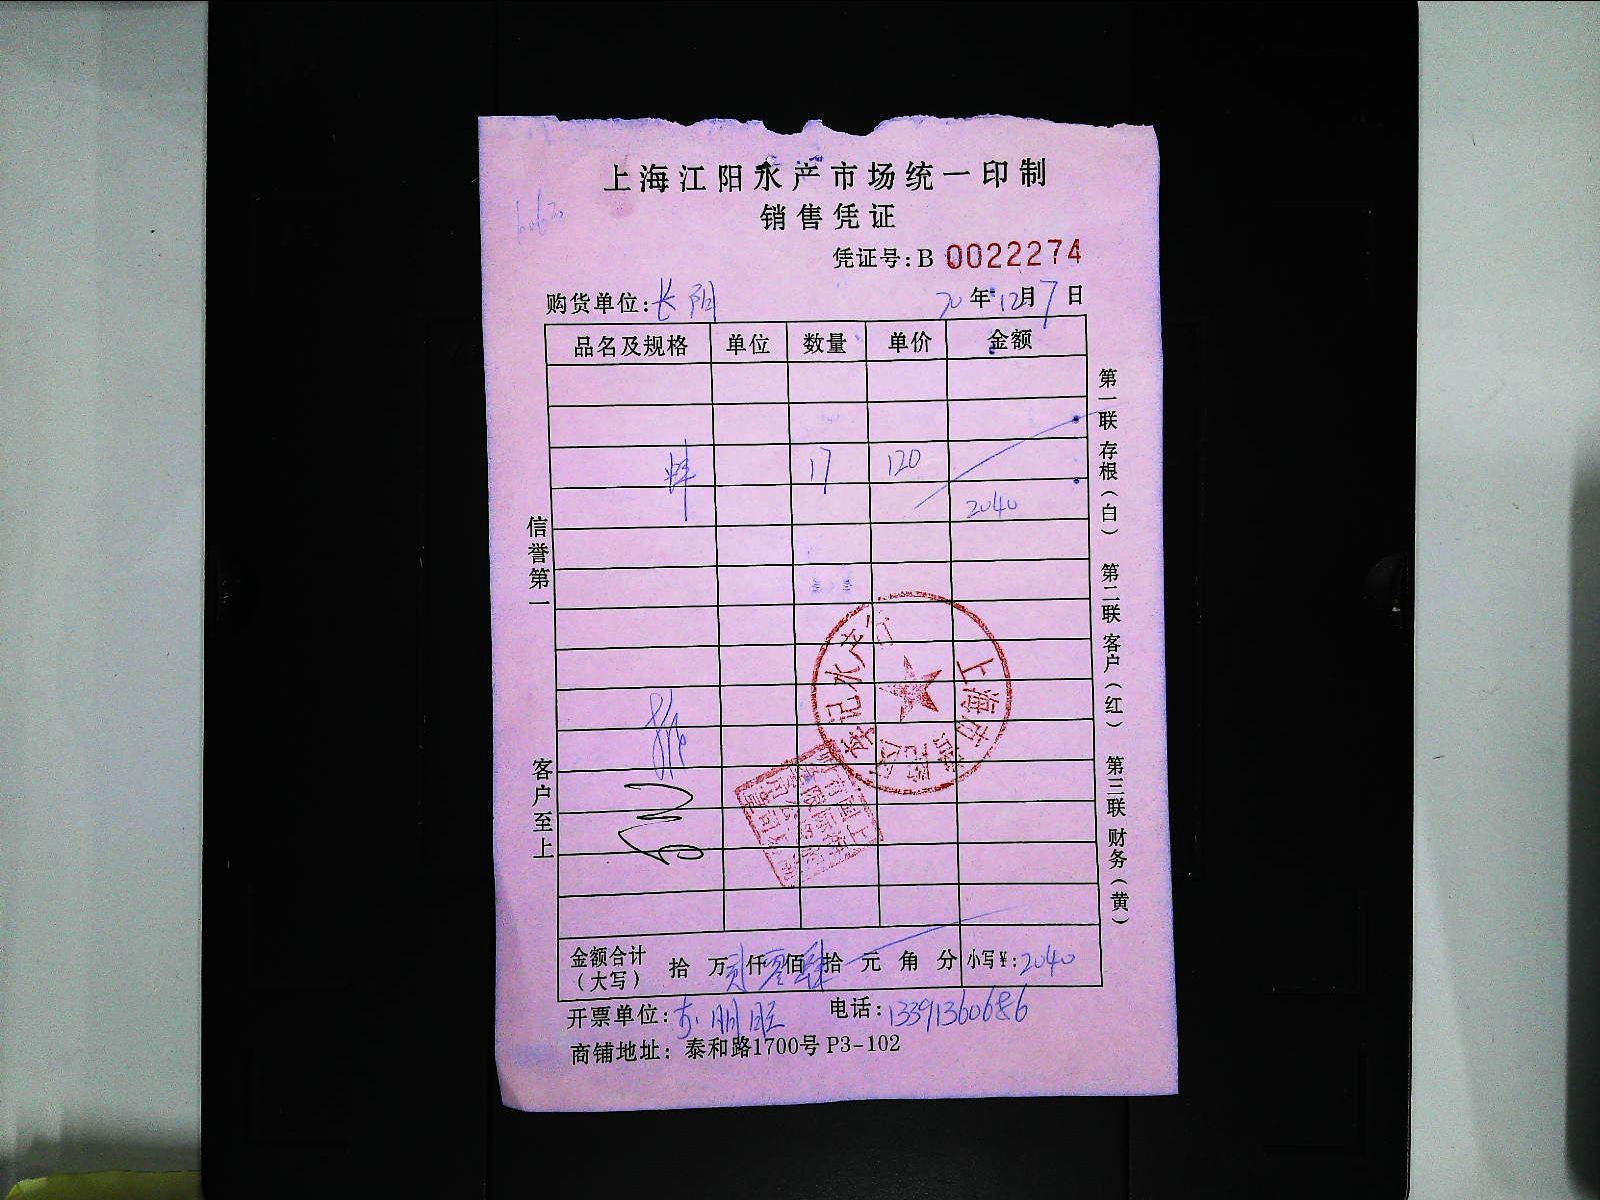 上海江阳水产市场统一印制
销售凭证
凭证号：B 0022274
购货单位：长阳 20年12月7日
品名及规格 单位 数量 单价 金额
蚌 17 120
2040
信誉第一
客户至上
第一联 存根（白） 第二联 客户（红） 第三联 财务（黄）
金额合计（大写） 拾 万 贰仟零佰肆拾 元 角 分 小写¥：2040
开票单位： 电话：13391360686
商铺地址：泰和路1700号 P3-102